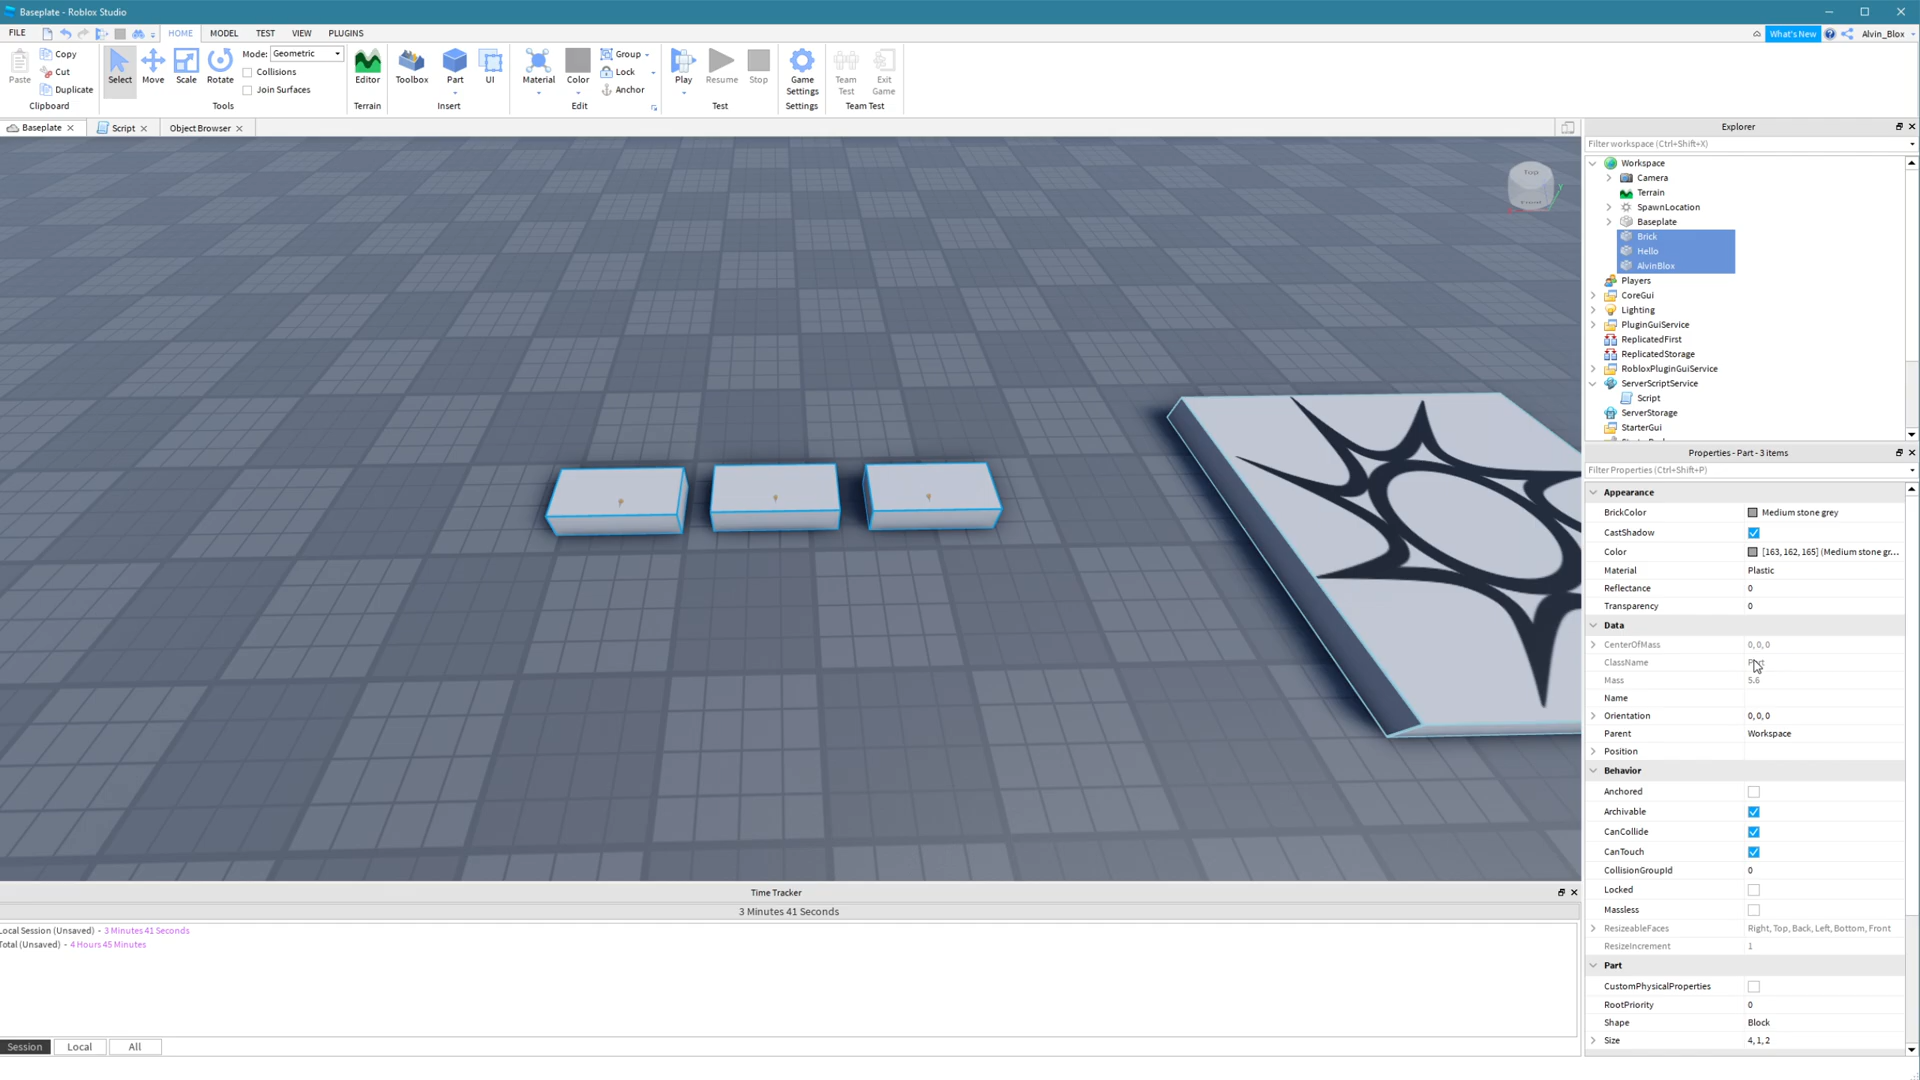 Baseplate - Roblox Studio
FILE HOME MODEL TEST VIEW PLUGINS What's New Alvin_Blox
Paste Copy Cut Duplicate Clipboard
Select Move Scale Rotate Mode: Geometric Collisions Join Surfaces Tools
Editor Terrain
Toolbox Part UI Insert
Material Color Group Lock Anchor Edit
Play Resume Stop Test
Game Settings Settings
Team Test Exit Game Team Test
Baseplate Script Object Browser
Top
Explorer
Filter workspace (Ctrl+Shift+X)
Workspace
Camera
Terrain
SpawnLocation
Baseplate
Brick
Hello
AlvinBlox
Players
CoreGui
Lighting
PluginGuiService
ReplicatedFirst
ReplicatedStorage
RobloxPluginGuiService
ServerScriptService
Script
ServerStorage
StarterGui
Properties - Part - 3 items
Filter Properties (Ctrl+Shift+P)
Appearance
BrickColor Medium stone grey
CastShadow
Color [163, 162, 165] (Medium stone gr...
Material Plastic
Reflectance 0
Transparency 0
Data
CenterOfMass 0, 0, 0
ClassName Part
Mass 5.6
Name
Orientation 0, 0, 0
Parent Workspace
Position
Behavior
Anchored
Archivable
CanCollide
CanTouch
CollisionGroupId 0
Locked
Massless
ResizeableFaces Right, Top, Back, Left, Bottom, Front
ResizeIncrement 1
Part
CustomPhysicalProperties
RootPriority 0
Shape Block
Size 4, 1, 2
Time Tracker
3 Minutes 41 Seconds
Local Session (Unsaved) - 3 Minutes 41 Seconds
Total (Unsaved) - 4 Hours 45 Minutes
Session Local All